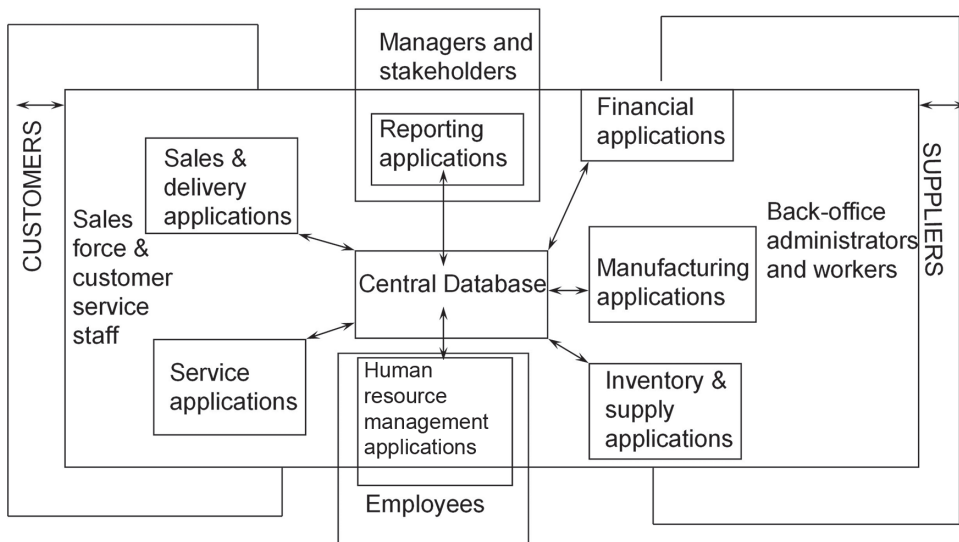 Managers and
stakeholders
Reporting
applications
Financial
applications
Sales &
delivery
applications
CUSTOMERS
Sales
force &
customer
service
staff
Central Database
Manufacturing
applications
Back-office
administrators
and workers
SUPPLIERS
Service
applications
Human
resource
management
applications
Inventory &
supply
applications
Employees